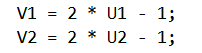 V1 = 2 * U1 - 1;
V2 = 2 * U2 - 1;